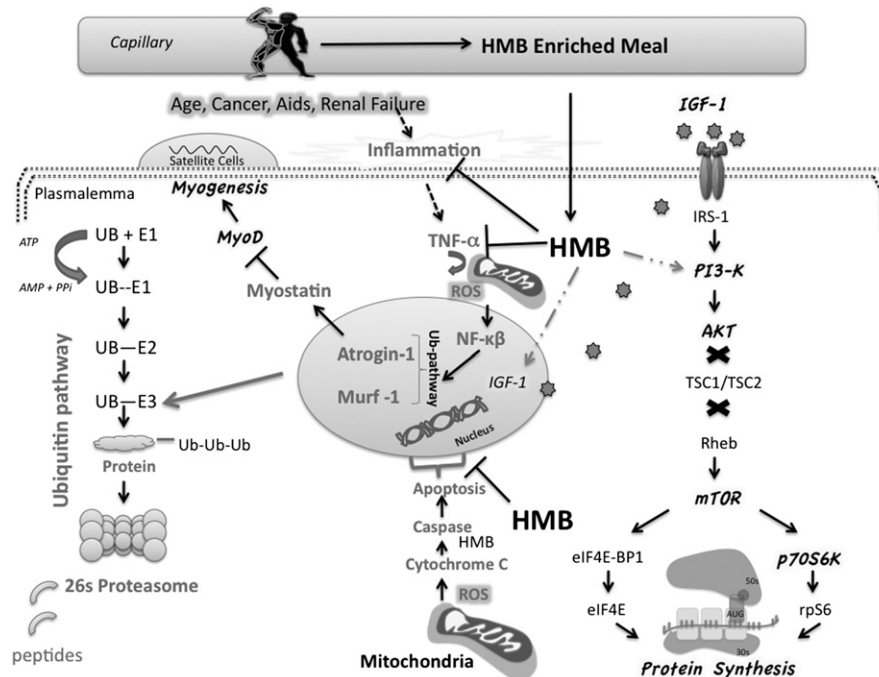 Capillary
HMB Enriched Meal
Age, Cancer, Aids, Renal Failure
Inflammation
IGF-1
Satellite Cells
Plasmalemma
Myogenesis
MyoD
Myostatin
TNF-α
ROS
HMB
IRS-1
PI3-K
AKT
TSC1/TSC2
Rheb
mTOR
eIF4E-BP1
eIF4E
p70S6K
rpS6
50s
AUG
30s
Protein Synthesis
Ubiquitin pathway
ATP
UB + E1
AMP + PPi
UB--E1
UB—E2
UB—E3
Ub-Ub-Ub
Protein
26s Proteasome
peptides
NF-κβ
Atrogin-1
Murf -1
Ub-pathway
IGF-1
Nucleus
Apoptosis
HMB
Caspase
HMB
Cytochrome C
ROS
Mitochondria